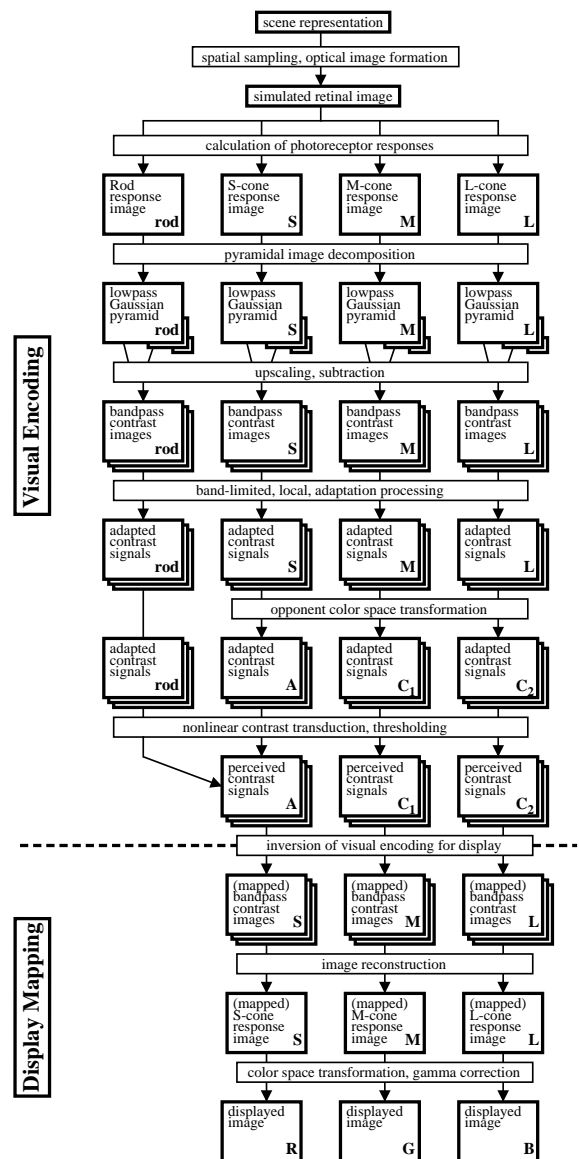 scene representation
spatial sampling, optical image formation
simulated retinal image
calculation of photoreceptor responses
Rod
response
image
rod
S-cone
response
image
S
M-cone
response
image
M
L-cone
response
image
L
pyramidal image decomposition
lowpass
Gaussian
pyramid
rod
lowpass
Gaussian
pyramid
S
lowpass
Gaussian
pyramid
M
lowpass
Gaussian
pyramid
L
upscaling, subtraction
bandpass
contrast
images
rod
bandpass
contrast
images
S
bandpass
contrast
images
M
bandpass
contrast
images
L
band-limited, local, adaptation processing
adapted
contrast
signals
rod
adapted
contrast
signals
S
adapted
contrast
signals
M
adapted
contrast
signals
L
opponent color space transformation
adapted
contrast
signals
rod
adapted
contrast
signals
A
adapted
contrast
signals
C1
adapted
contrast
signals
C2
nonlinear contrast transduction, thresholding
perceived
contrast
signals
A
perceived
contrast
signals
C1
perceived
contrast
signals
C2
Visual Encoding
inversion of visual encoding for display
(mapped)
bandpass
contrast
images
S
(mapped)
bandpass
contrast
images
M
(mapped)
bandpass
contrast
images
L
image reconstruction
(mapped)
S-cone
response
image
S
(mapped)
M-cone
response
image
M
(mapped)
L-cone
response
image
L
color space transformation, gamma correction
displayed
image
R
displayed
image
G
displayed
image
B
Display Mapping